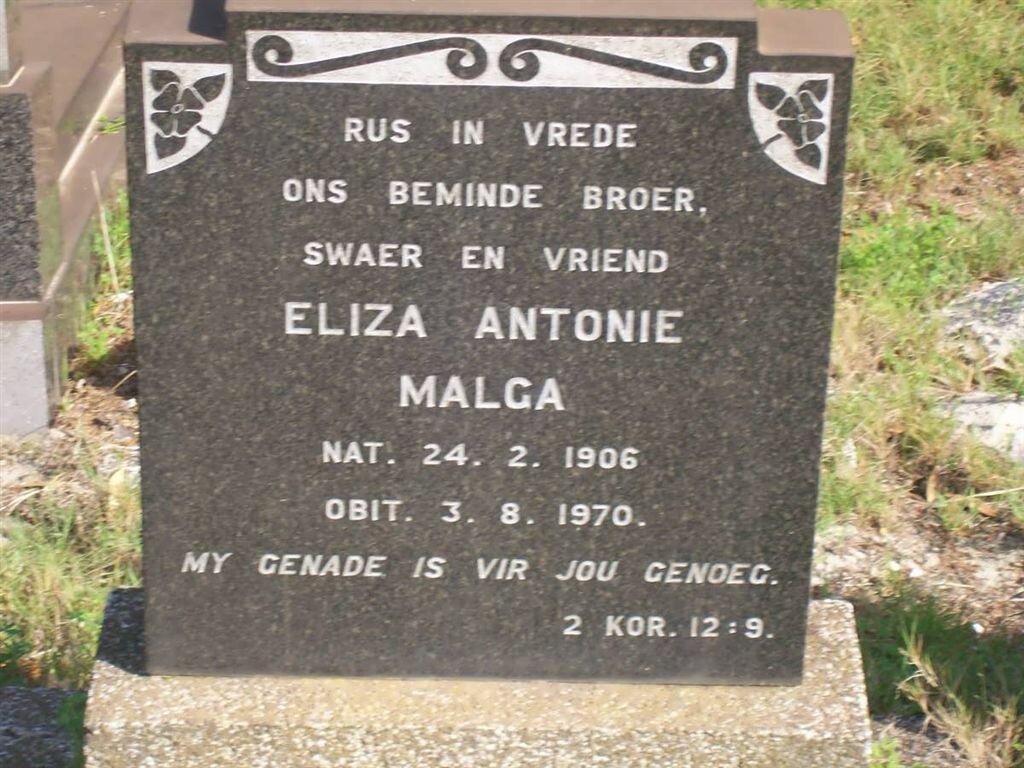 RUS IN VREDE
ONS BEMINDE BROER,
SWAER EN VRIEND
ELIZA ANTONIE
MALGA
NAT. 24. 2. 1906
OBIT. 3. 8. 1970.
MY GENADE IS VIR JOU GENOEG.
2 KOR. 12:9.